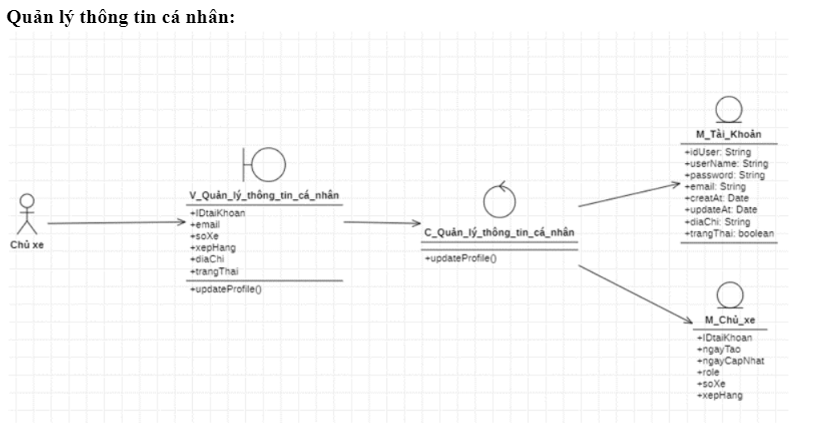 Quản lý thông tin cá nhân:
Chủ xe
V_Quản_lý_thông_tin_cá_nhân
+IDtaiKhoan
+email
+soXe
+xepHang
+diaChi
+trangThai
+updateProfile()
C_Quản_lý_thông_tin_cá_nhân
+updateProfile()
M_Tài_Khoản
+idUser: String
+userName: String
+password: String
+email: String
+creatAt: Date
+updateAt: Date
+diaChi: String
+trangThai: boolean
M_Chủ_xe
+IDtaiKhoan
+ngayTao
+ngayCapNhat
+role
+soXe
+xepHang